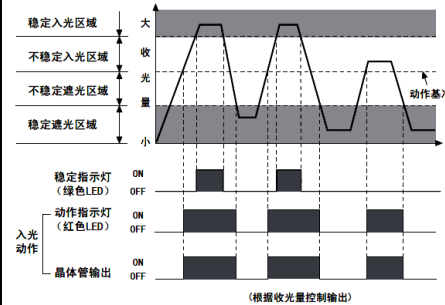 稳定入光区域
不稳定入光区域
不稳定遮光区域
稳定遮光区域
大
收
光
量
小
动作基
稳定指示灯
(绿色LED)
ON
OFF
入光
动作
动作指示灯
(红色LED)
ON
OFF
晶体管输出
ON
OFF
(根据收光量控制输出)